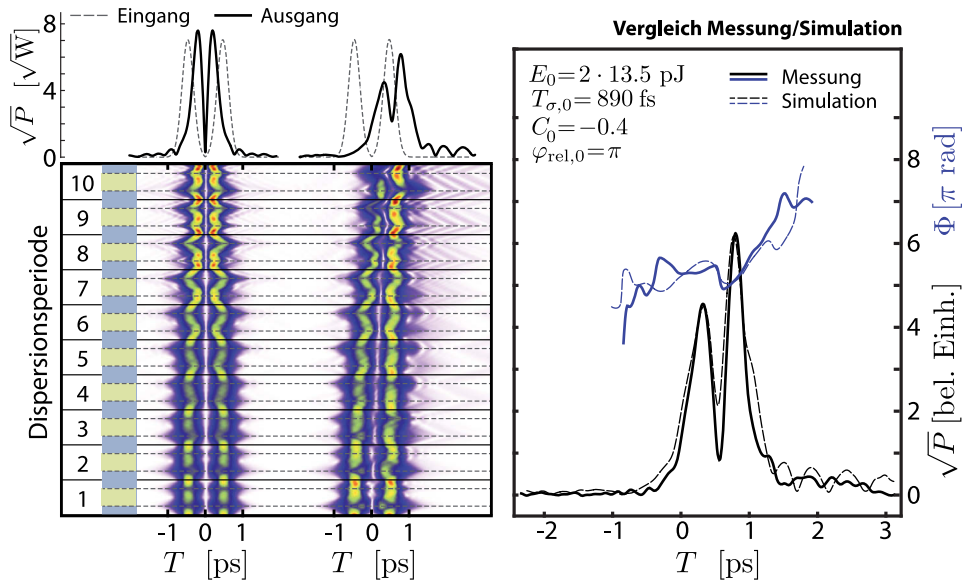 Eingang Ausgang
√P [√W]
8
4
0
Dispersionsperiode
10
9
8
7
6
5
4
3
2
1
-1 0 1 -1 0 1
T [ps] T [ps]
Vergleich Messung/Simulation
E₀=2 · 13.5 pJ
T_σ,0=890 fs
C₀=−0.4
φ_rel,0=π
Messung
Simulation
8
6
4
2
0
√P [bel. Einh.] Φ [π rad]
-2 -1 0 1 2 3
T [ps]